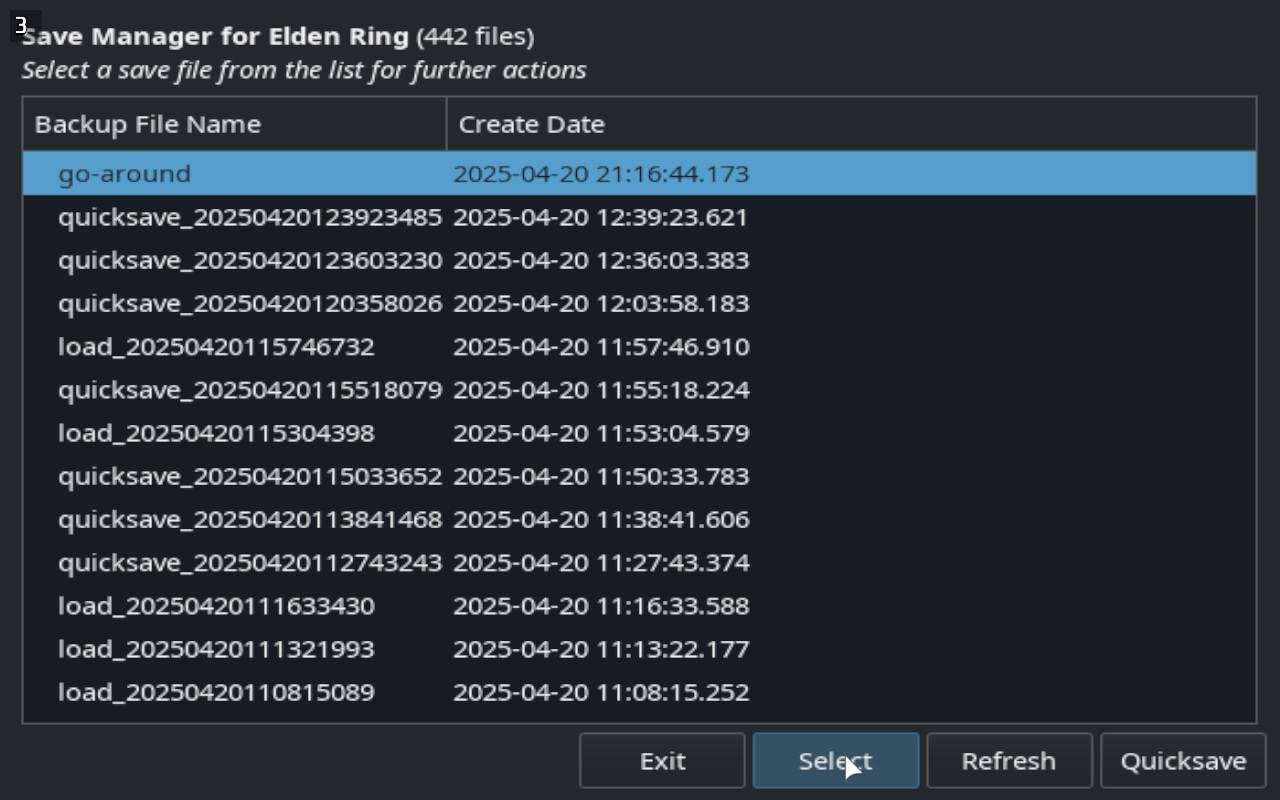 3
Save Manager for Elden Ring (442 files)
Select a save file from the list for further actions
Backup File Name Create Date
go-around 2025-04-20 21:16:44.173
quicksave_20250420123923485 2025-04-20 12:39:23.621
quicksave_20250420123603230 2025-04-20 12:36:03.383
quicksave_20250420120358026 2025-04-20 12:03:58.183
load_20250420115746732 2025-04-20 11:57:46.910
quicksave_20250420115518079 2025-04-20 11:55:18.224
load_20250420115304398 2025-04-20 11:53:04.579
quicksave_20250420115033652 2025-04-20 11:50:33.783
quicksave_20250420113841468 2025-04-20 11:38:41.606
quicksave_20250420112743243 2025-04-20 11:27:43.374
load_20250420111633430 2025-04-20 11:16:33.588
load_20250420111321993 2025-04-20 11:13:22.177
load_20250420110815089 2025-04-20 11:08:15.252
Exit Select Refresh Quicksave